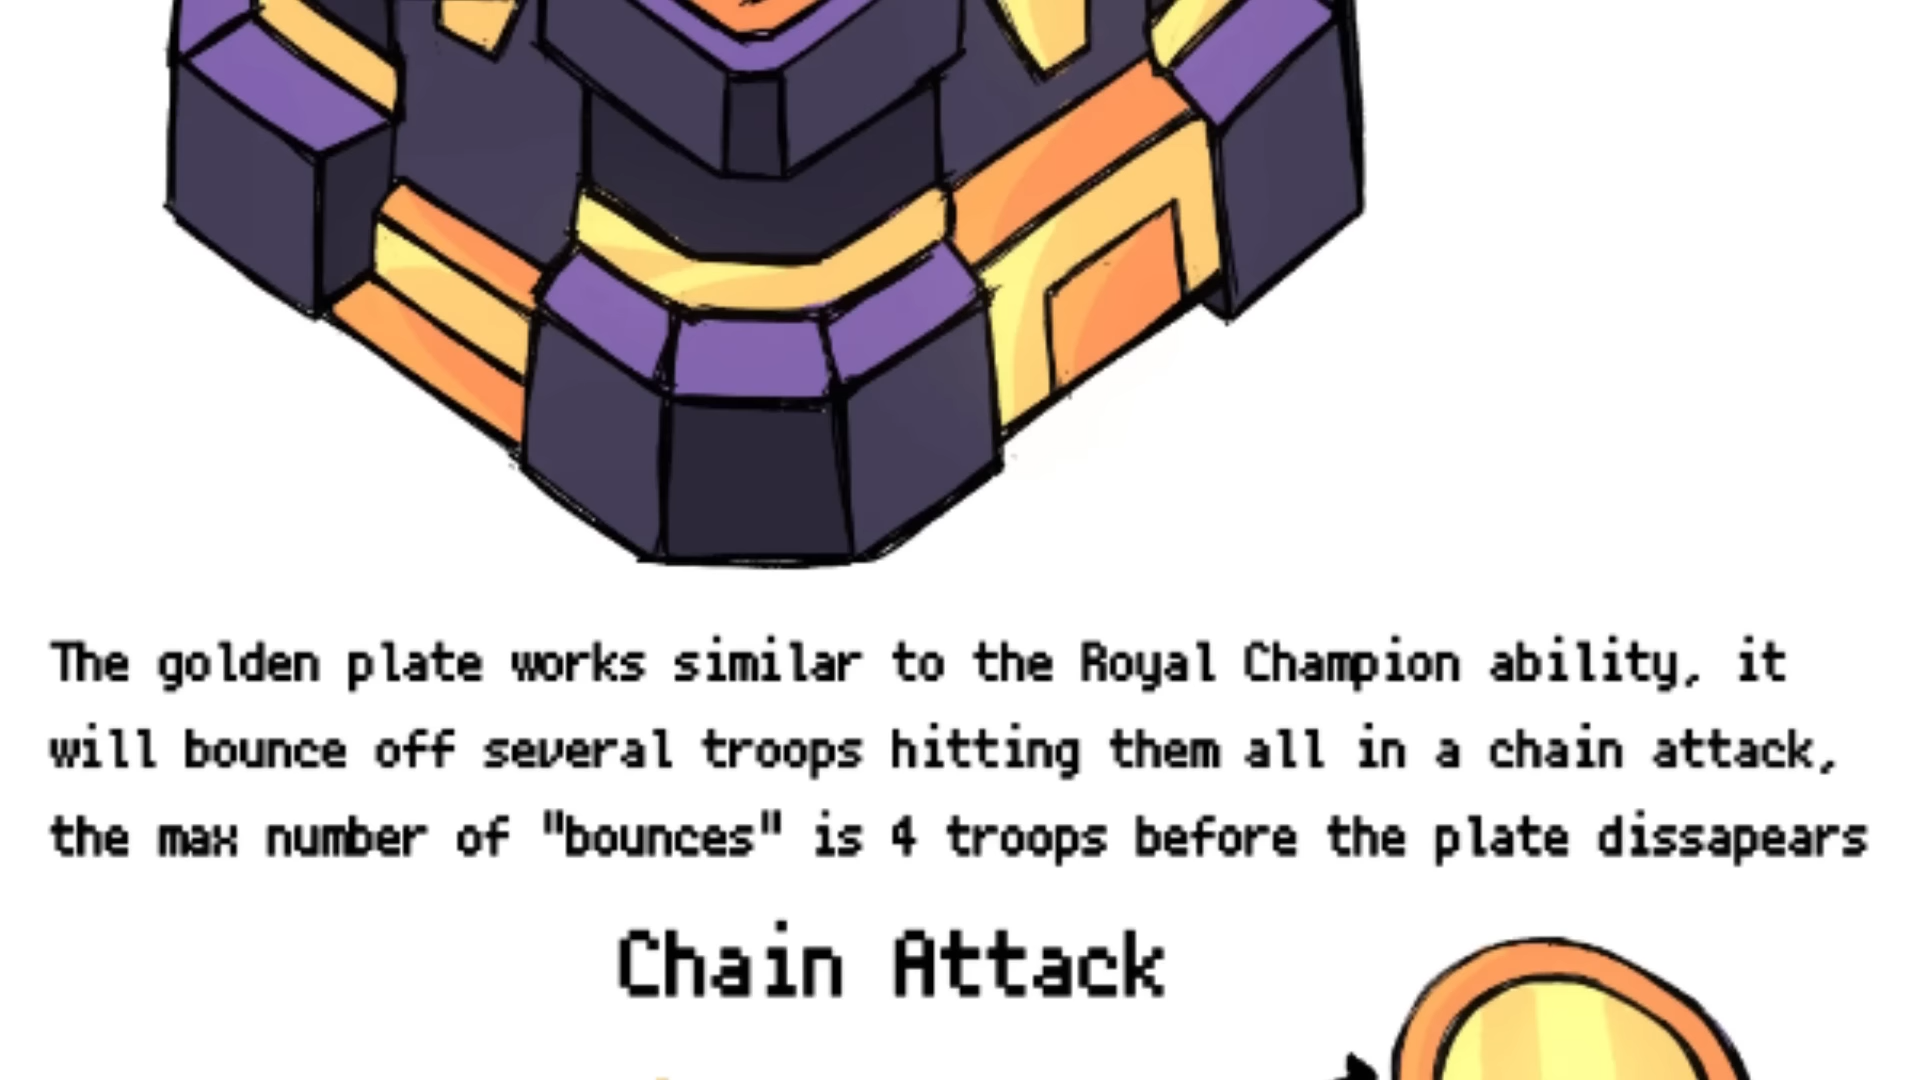 The golden plate works similar to the Royal Champion ability, it
will bounce off several troops hitting them all in a chain attack,
the max number of "bounces" is 4 troops before the plate dissapears
Chain Attack